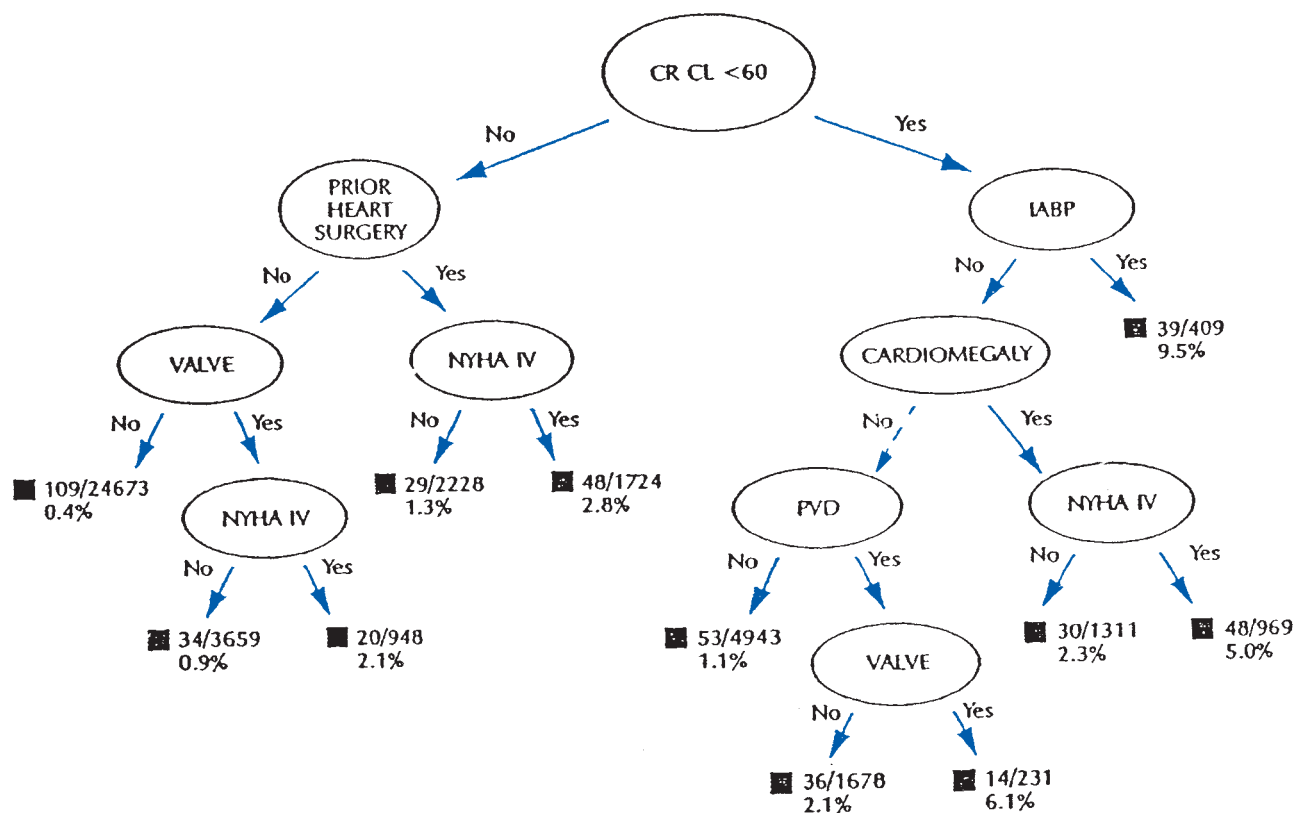 CR CL <60
No
Yes
PRIOR
HEART
SURGERY
IABP
No
Yes
No
Yes
VALVE
NYHA IV
CARDIOMEGALY
39/409
9.5%
No
Yes
No
Yes
No
Yes
109/24673
0.4%
NYHA IV
29/2228
1.3%
48/1724
2.8%
PVD
NYHA IV
No
Yes
No
Yes
No
Yes
34/3659
0.9%
20/948
2.1%
53/4943
1.1%
VALVE
30/1311
2.3%
48/969
5.0%
No
Yes
36/1678
2.1%
14/231
6.1%